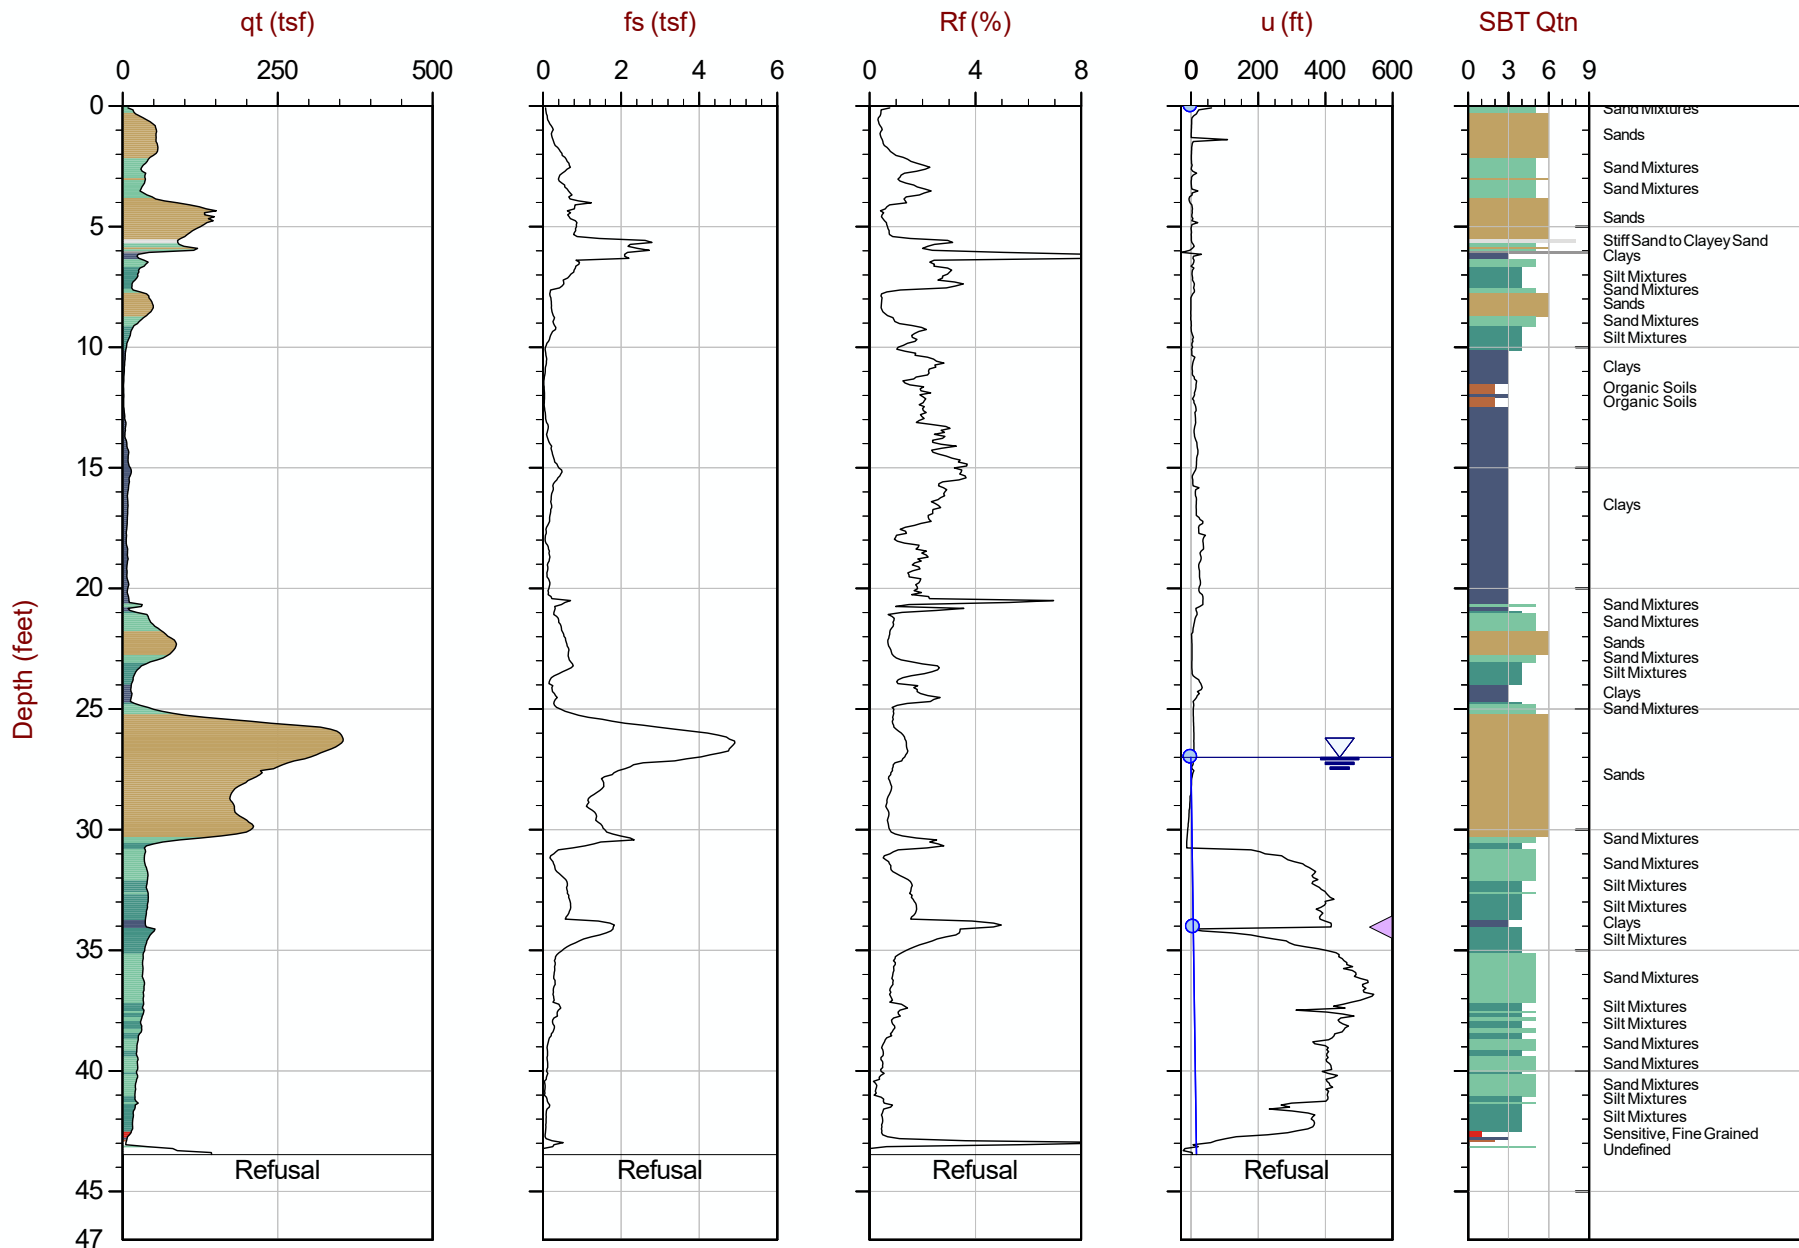 qt (tsf) fs (tsf) Rf (%) u (ft) SBT Qtn
0 250 500 0 2 4 6 0 4 8 0 200 400 600 0 3 6 9
0
Sand Mixtures
Sands
Sand Mixtures
Sand Mixtures
Sands
5
Stiff Sand to Clayey Sand
Clays
Silt Mixtures
Sand Mixtures
Sands
Sand Mixtures
Silt Mixtures
10
Clays
Organic Soils
Organic Soils
15
Clays
20
Sand Mixtures
Sand Mixtures
Sands
Sand Mixtures
Silt Mixtures
Depth (feet)
Clays
25
Sand Mixtures
Sands
30
Sand Mixtures
Sand Mixtures
Silt Mixtures
Silt Mixtures
Clays
Silt Mixtures
35
Sand Mixtures
Silt Mixtures
Silt Mixtures
Sand Mixtures
Sand Mixtures
40
Sand Mixtures
Silt Mixtures
Silt Mixtures
Sensitive, Fine Grained
Undefined
Refusal Refusal Refusal Refusal
45
47